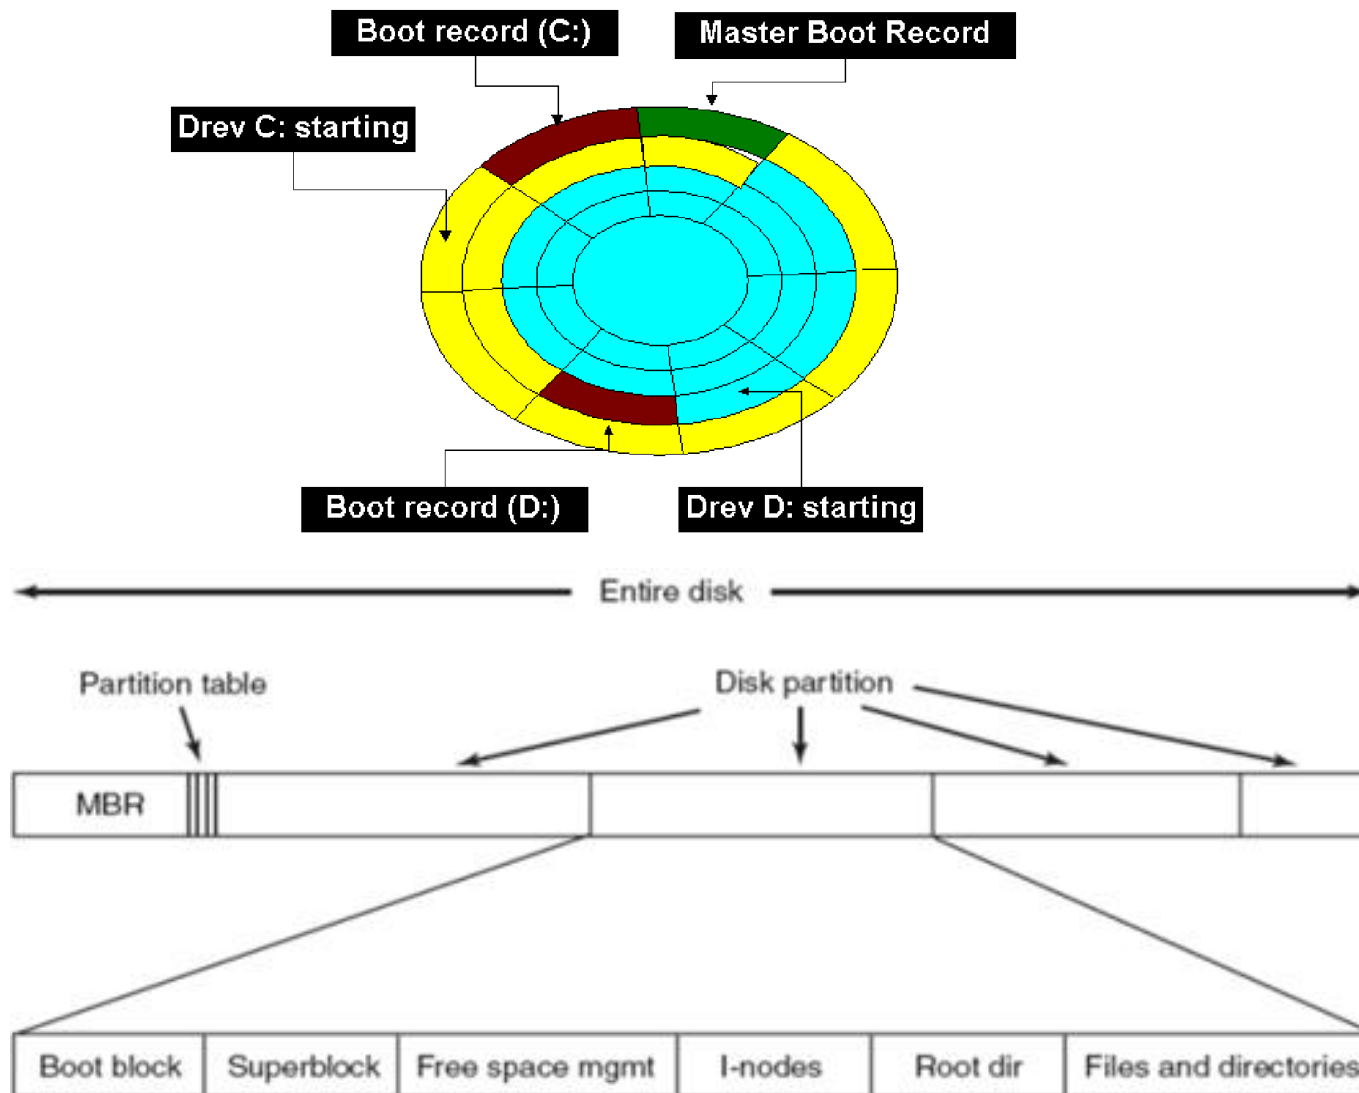 Boot record (C:)
Master Boot Record
Drev C: starting
Boot record (D:)
Drev D: starting
Entire disk
Partition table
Disk partition
MBR
Boot block
Superblock
Free space mgmt
I-nodes
Root dir
Files and directories